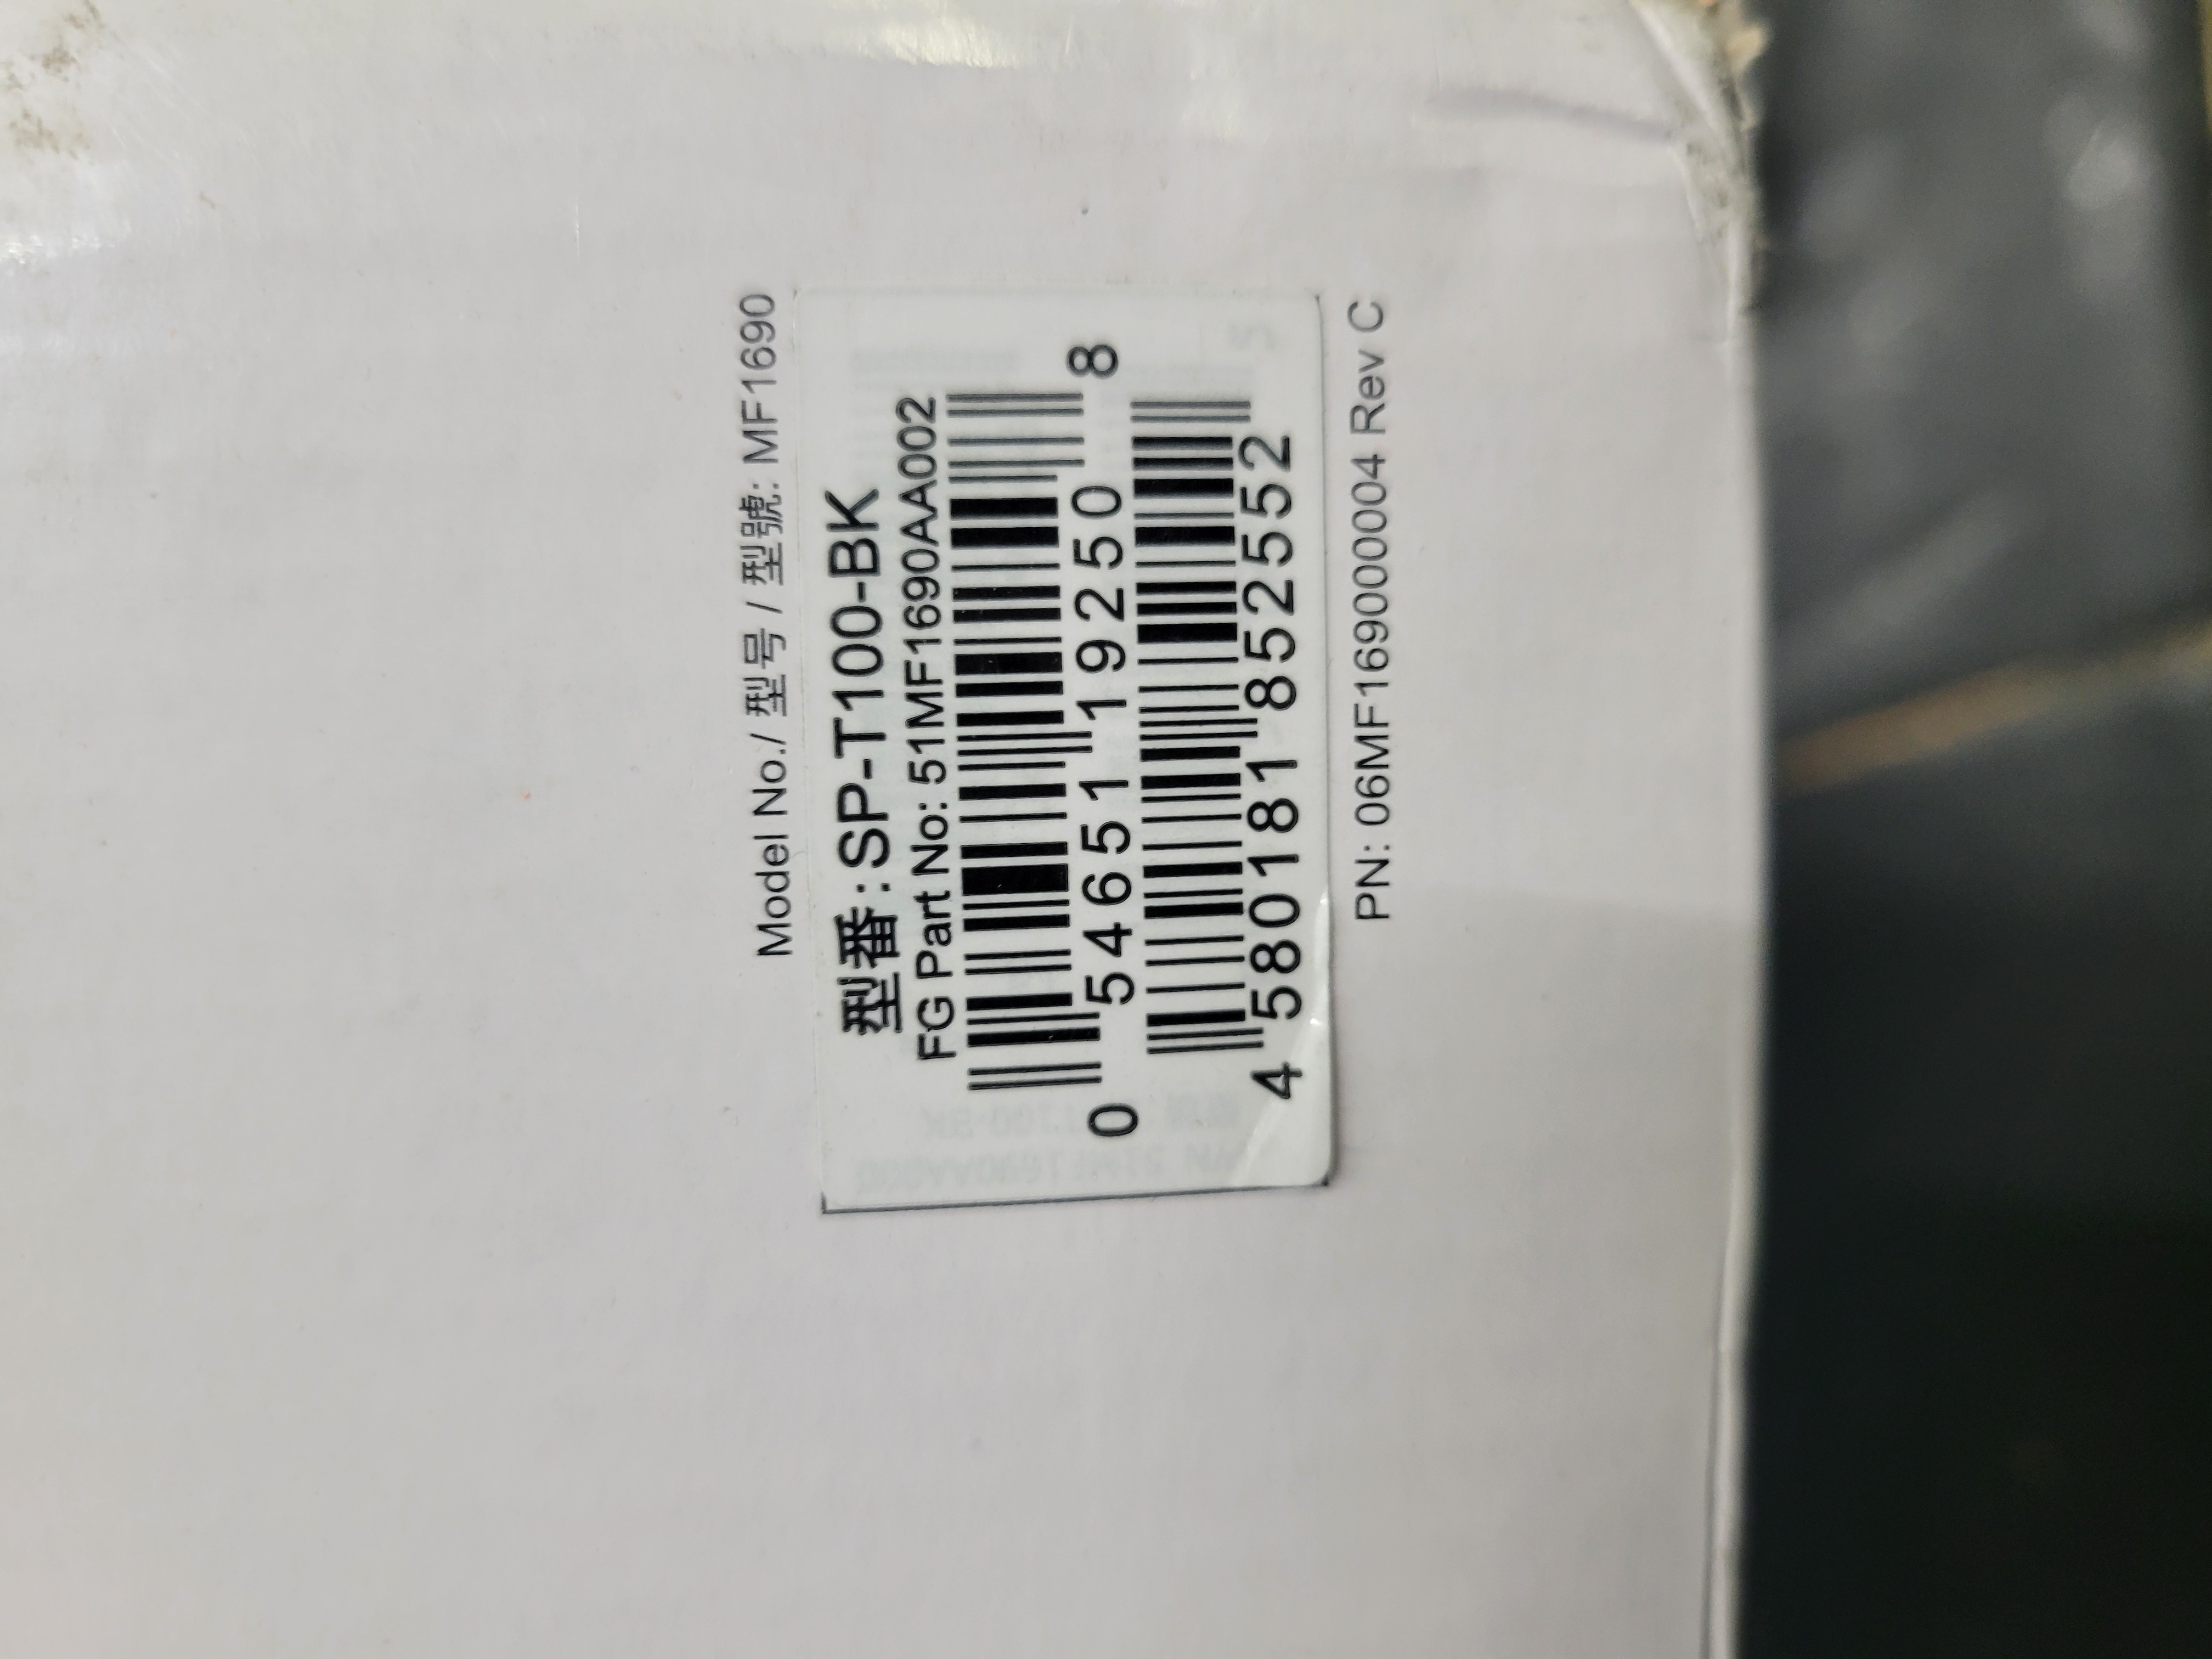 Model No./ 型号 / 型號: MF1690
型番:SP-T100-BK
FG Part No: 51MF1690AA002
0 54651 19250 8
4 580181 852552
PN: 06MF169000004 Rev C